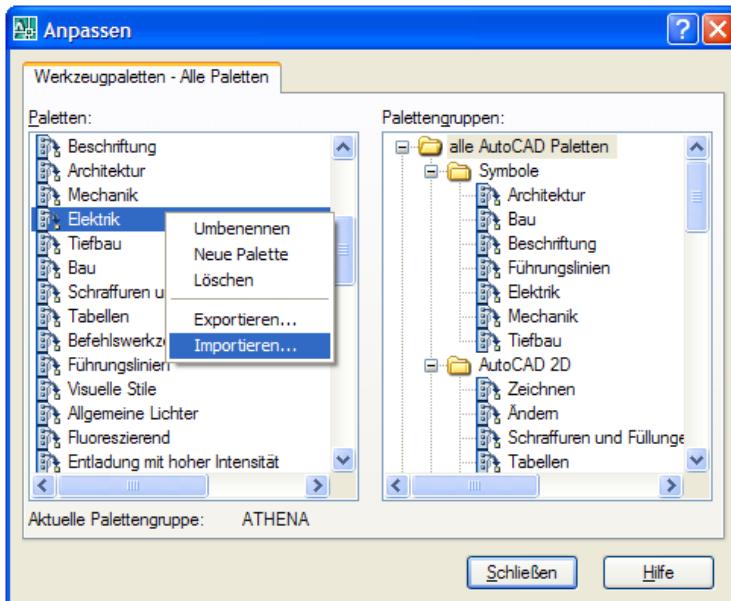 Anpassen
Werkzeugpaletten - Alle Paletten
Paletten:
Beschriftung
Architektur
Mechanik
Elektrik
Tiefbau
Bau
Schraffuren u
Tabellen
Befehlswerkz
Führungslinien
Visuelle Stile
Allgemeine Lichter
Fluoreszierend
Entladung mit hoher Intensität
Umbenennen
Neue Palette
Löschen
Exportieren...
Importieren...
Palettengruppen:
alle AutoCAD Paletten
Symbole
Architektur
Bau
Beschriftung
Führungslinien
Elektrik
Mechanik
Tiefbau
AutoCAD 2D
Zeichnen
Ändern
Schraffuren und Füllunge
Tabellen
Aktuelle Palettengruppe: ATHENA
Schließen
Hilfe